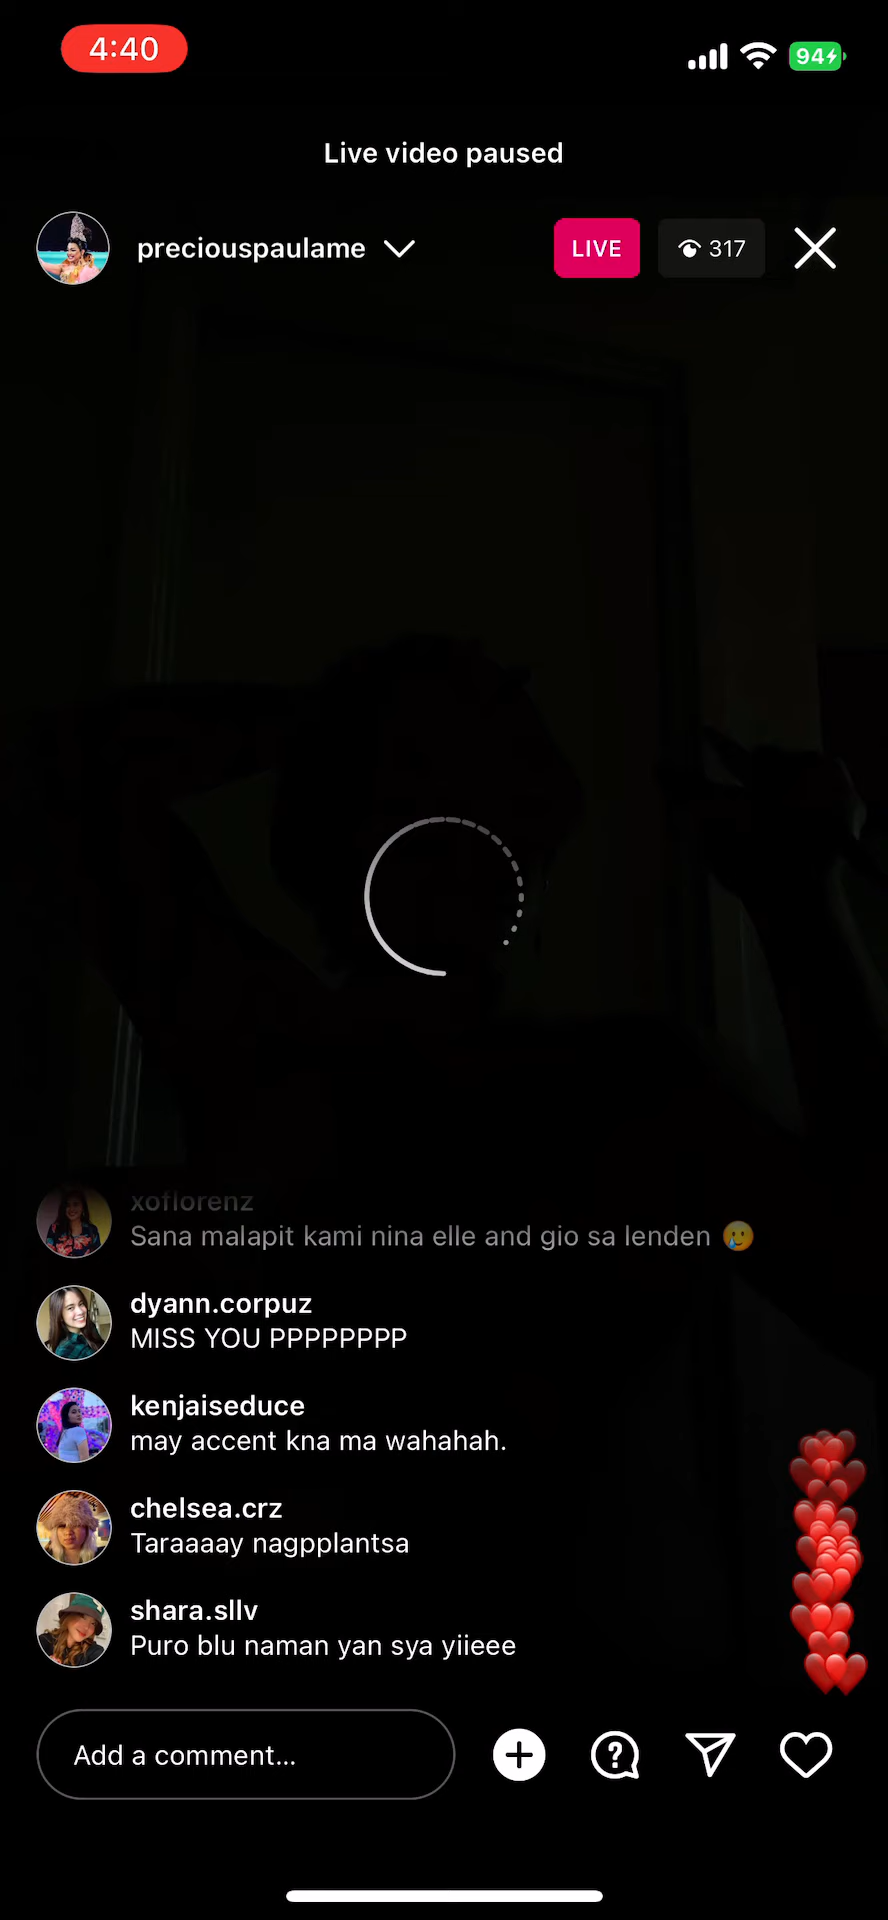 4:40
94
Live video paused
preciouspaulame
LIVE
317
xoflorenz
Sana malapit kami nina elle and gio sa lenden 🥲
dyann.corpuz
MISS YOU PPPPPPPP
kenjaiseduce
may accent kna ma wahahah.
chelsea.crz
Taraaaay nagpplantsa
shara.sllv
Puro blu naman yan sya yiieee
Add a comment...